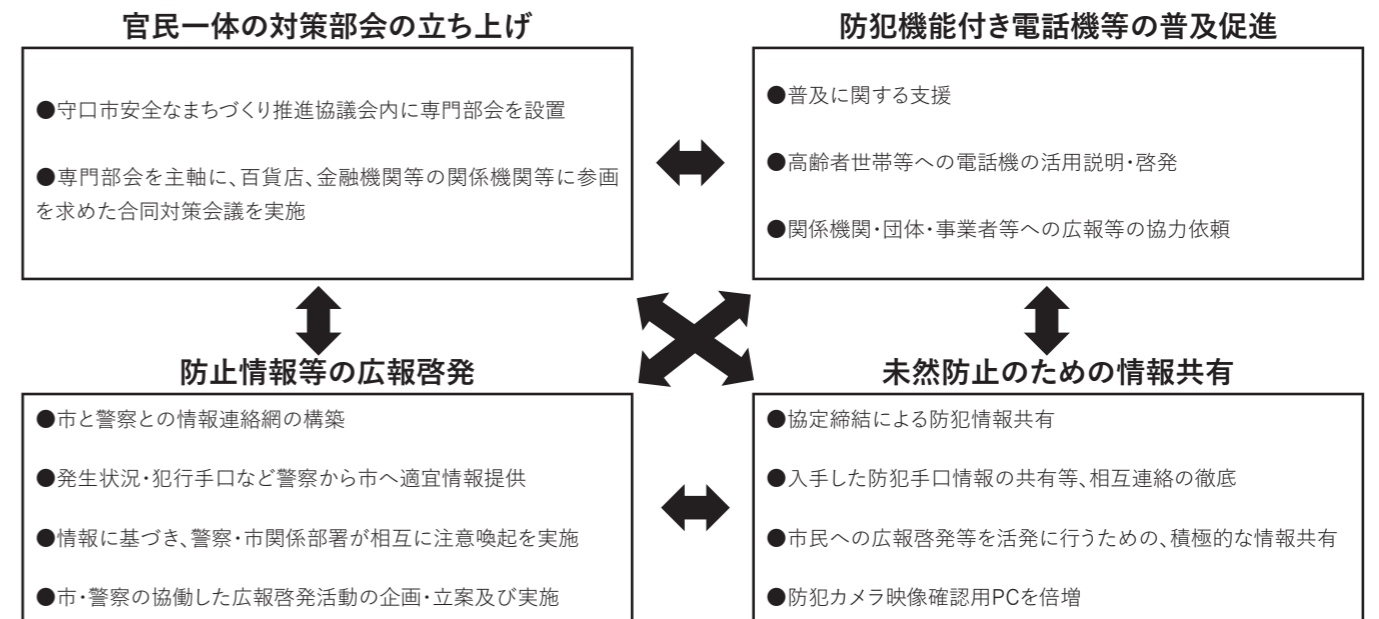 官民一体の対策部会の立ち上げ
●守口市安全なまちづくり推進協議会内に専門部会を設置
●専門部会を主軸に、百貨店、金融機関等の関係機関等に参画
を求めた合同対策会議を実施
防犯機能付き電話機等の普及促進
●普及に関する支援
●高齢者世帯等への電話機の活用説明・啓発
●関係機関・団体・事業者等への広報等の協力依頼
防止情報等の広報啓発
●市と警察との情報連絡網の構築
●発生状況・犯行手口など警察から市へ適宜情報提供
●情報に基づき、警察・市関係部署が相互に注意喚起を実施
●市・警察の協働した広報啓発活動の企画・立案及び実施
未然防止のための情報共有
●協定締結による防犯情報共有
●入手した防犯手口情報の共有等、相互連絡の徹底
●市民への広報啓発等を活発に行うための、積極的な情報共有
●防犯カメラ映像確認用PCを倍増